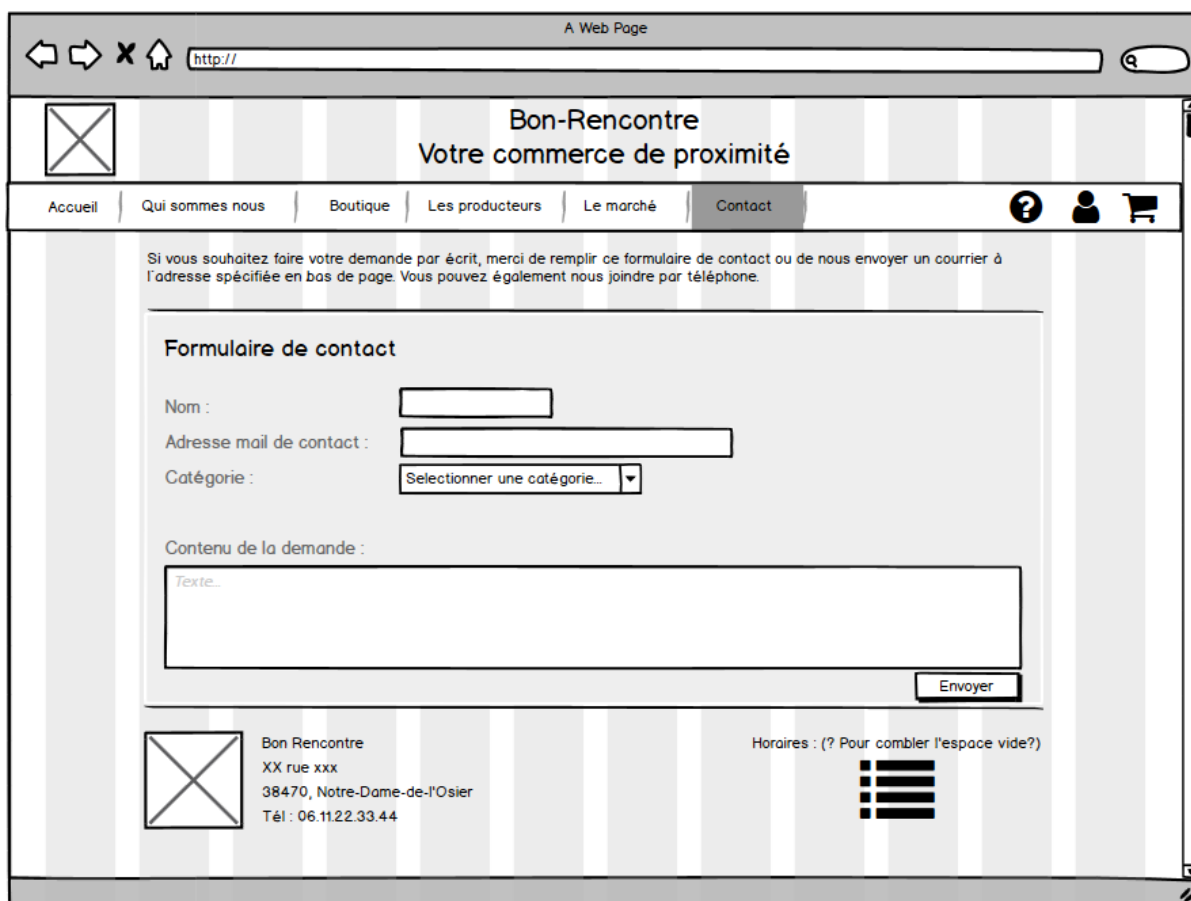 A Web Page
http://
Bon-Rencontre
Votre commerce de proximité
Accueil
Qui sommes nous
Boutique
Les producteurs
Le marché
Contact
Si vous souhaitez faire votre demande par écrit, merci de remplir ce formulaire de contact ou de nous envoyer un courrier à
l'adresse spécifiée en bas de page. Vous pouvez également nous joindre par téléphone.
Formulaire de contact
Nom :
Adresse mail de contact :
Catégorie :
Selectionner une catégorie...
Contenu de la demande :
Texte...
Envoyer
Bon Rencontre
XX rue xxx
38470, Notre-Dame-de-l'Osier
Tél : 06.11.22.33.44
Horaires : (? Pour combler l'espace vide?)